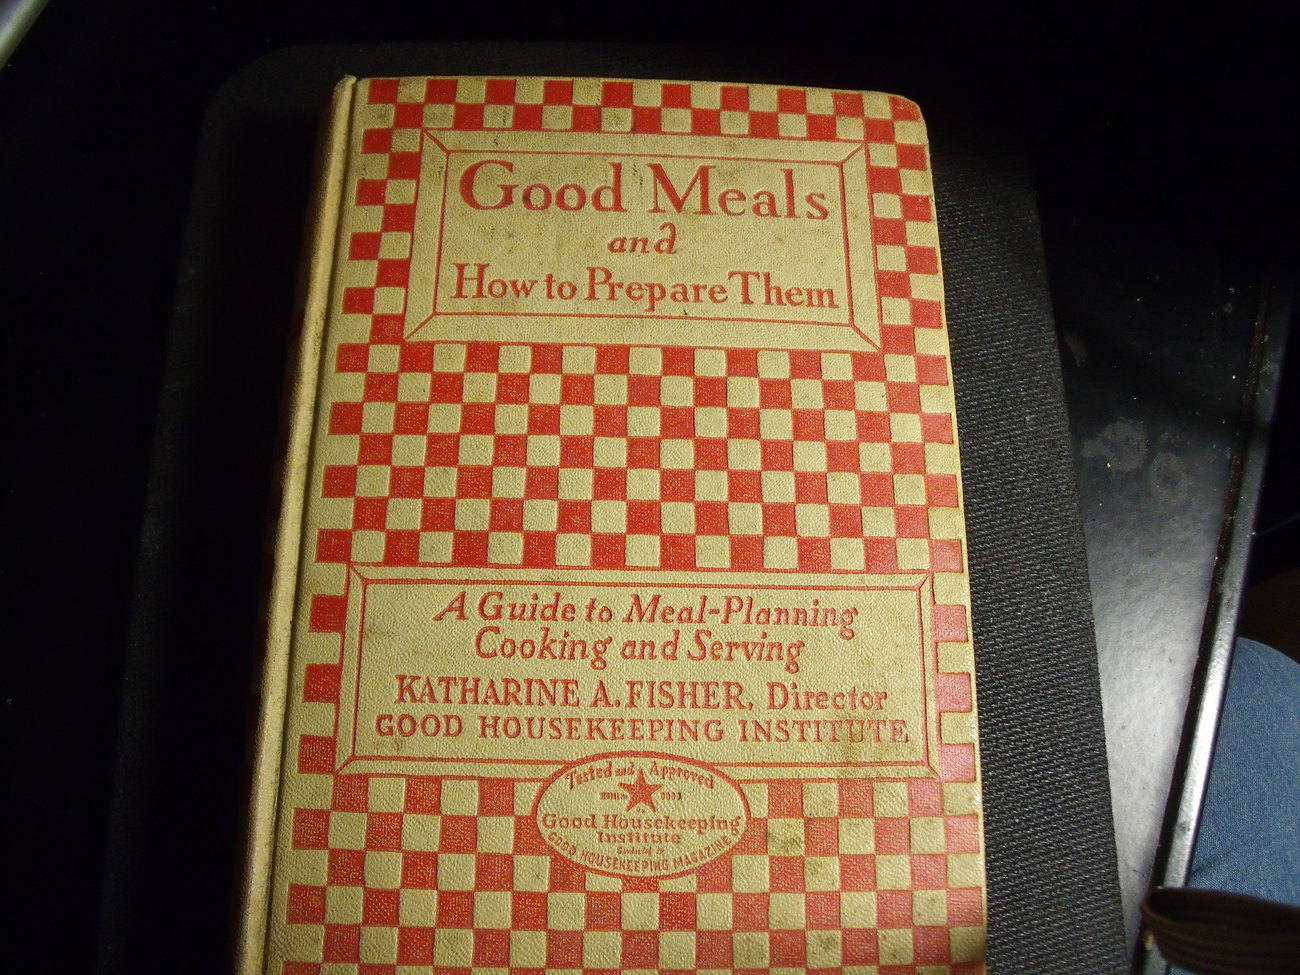 Good Meals
and
How to Prepare Them
A Guide to Meal-Planning
Cooking and Serving
KATHARINE A. FISHER, Director
GOOD HOUSEKEEPING INSTITUTE
Tested and Approved
Good Housekeeping
Institute
GOOD HOUSEKEEPING MAGAZINE